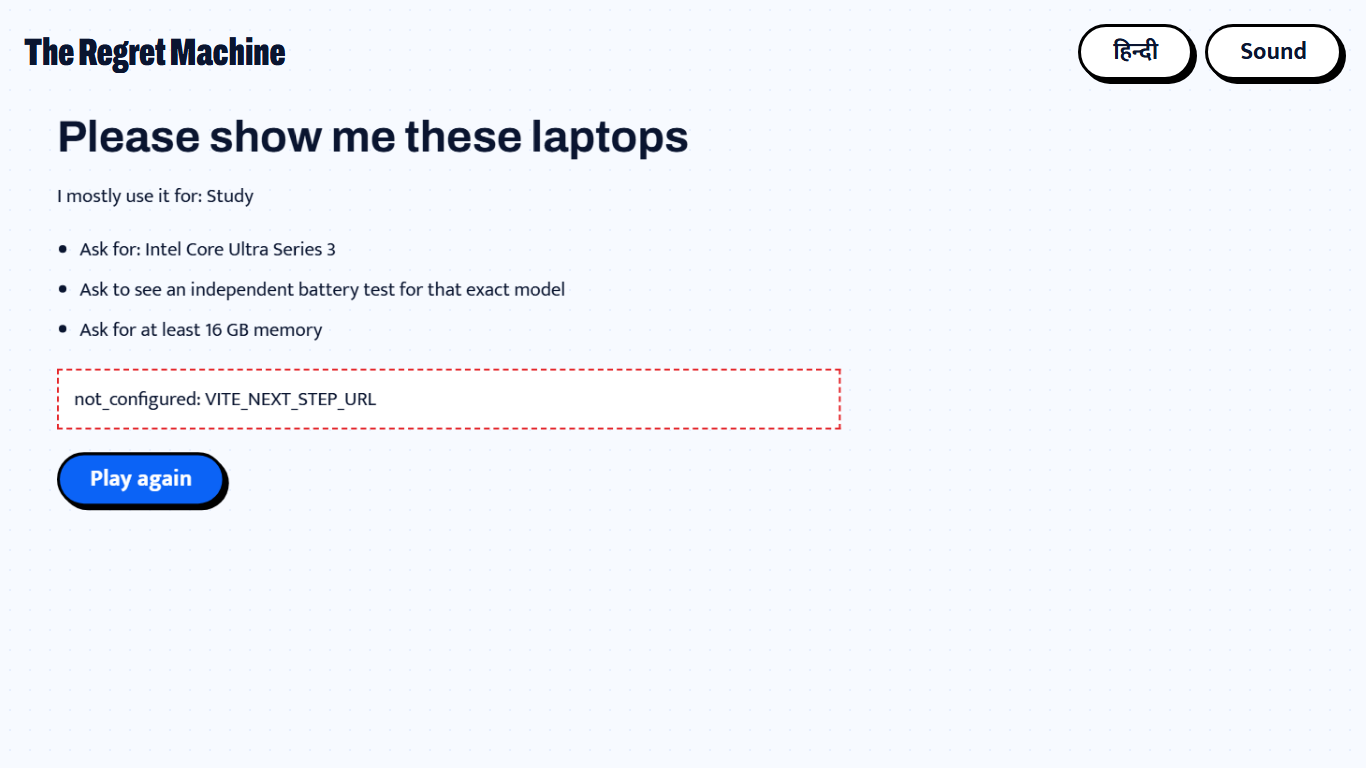 The Regret Machine
हिन्दी
Sound
Please show me these laptops
I mostly use it for: Study
Ask for: Intel Core Ultra Series 3
Ask to see an independent battery test for that exact model
Ask for at least 16 GB memory
not_configured: VITE_NEXT_STEP_URL
Play again